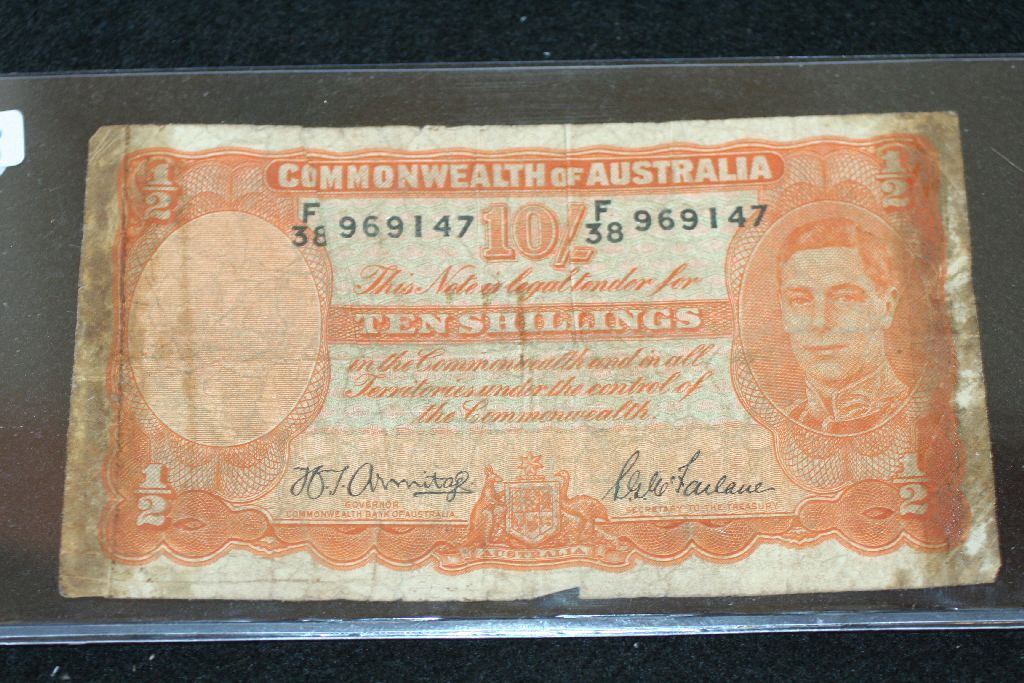 COMMONWEALTH OF AUSTRALIA
1/2 1/2
F/38 969147 10/- F/38 969147
This Note is legal tender for
TEN SHILLINGS
in the Commonwealth and in all
Territories under the control of
the Commonwealth
1/2 1/2
H.T. Armitage
GOVERNOR
COMMONWEALTH BANK OF AUSTRALIA
McFarlane
SECRETARY TO THE TREASURY
AUSTRALIA